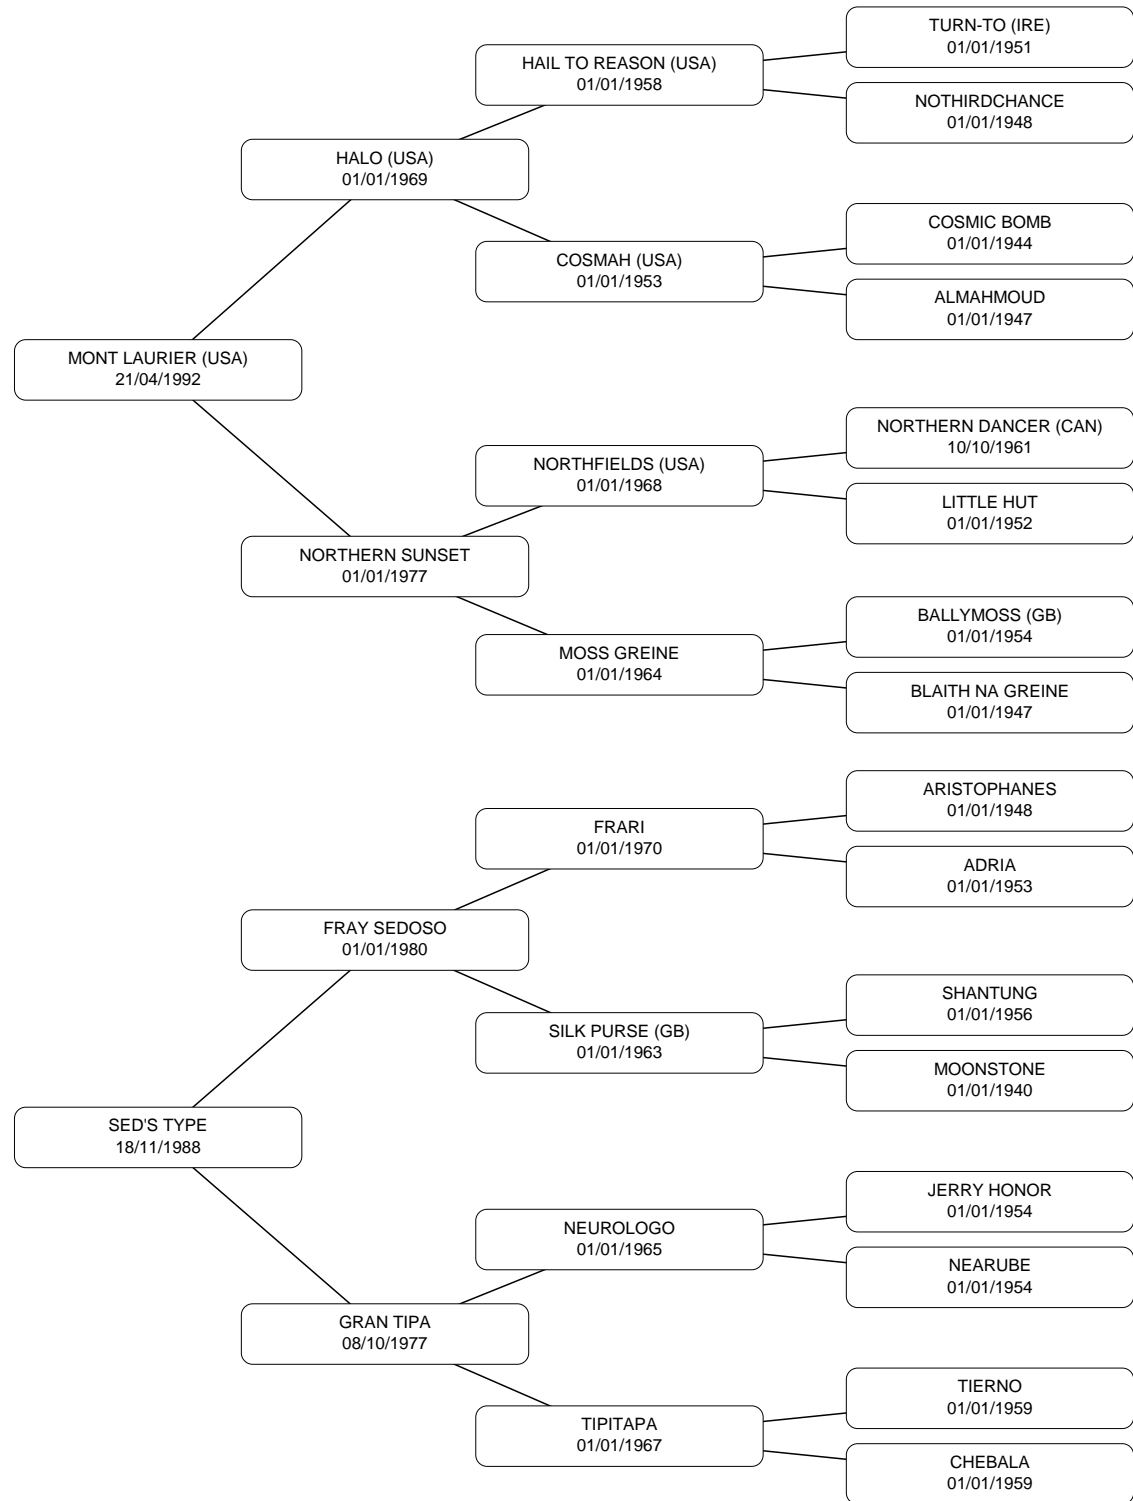 TURN-TO (IRE)
01/01/1951
HAIL TO REASON (USA)
01/01/1958
NOTHIRDCHANCE
01/01/1948
HALO (USA)
01/01/1969
COSMIC BOMB
01/01/1944
COSMAH (USA)
01/01/1953
ALMAHMOUD
01/01/1947
MONT LAURIER (USA)
21/04/1992
NORTHERN DANCER (CAN)
10/10/1961
NORTHFIELDS (USA)
01/01/1968
LITTLE HUT
01/01/1952
NORTHERN SUNSET
01/01/1977
BALLYMOSS (GB)
01/01/1954
MOSS GREINE
01/01/1964
BLAITH NA GREINE
01/01/1947
ARISTOPHANES
01/01/1948
FRARI
01/01/1970
ADRIA
01/01/1953
FRAY SEDOSO
01/01/1980
SHANTUNG
01/01/1956
SILK PURSE (GB)
01/01/1963
MOONSTONE
01/01/1940
SED'S TYPE
18/11/1988
JERRY HONOR
01/01/1954
NEUROLOGO
01/01/1965
NEARUBE
01/01/1954
GRAN TIPA
08/10/1977
TIERNO
01/01/1959
TIPITAPA
01/01/1967
CHEBALA
01/01/1959